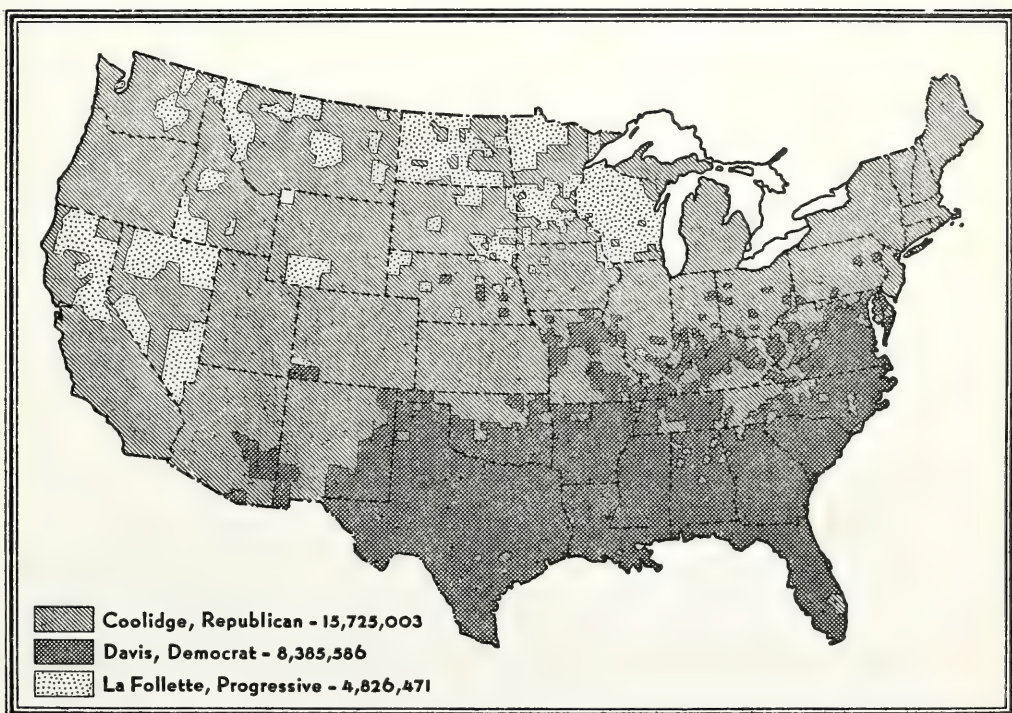 Coolidge, Republican - 15,725,003
Davis, Democrat - 8,385,586
La Follette, Progressive - 4,826,471